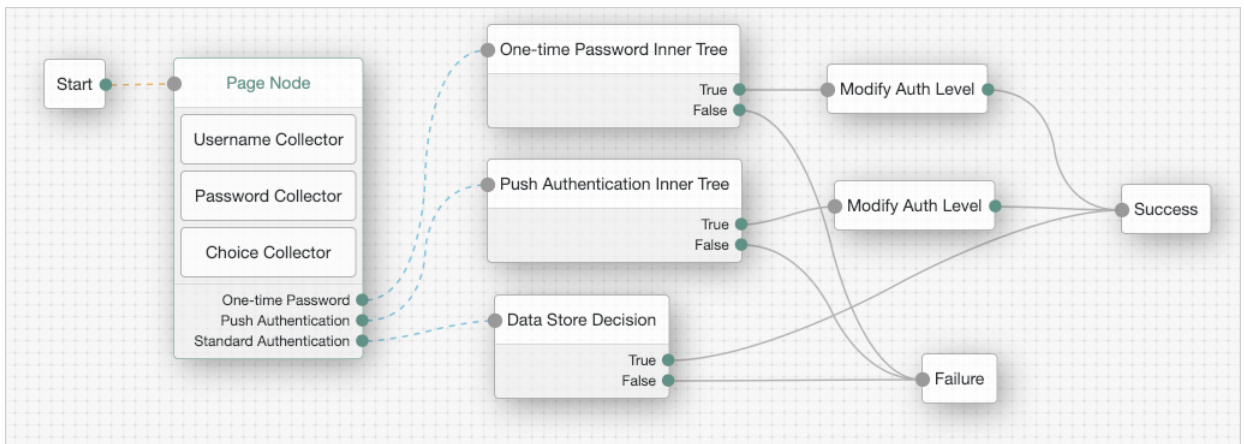 Start
Page Node
Username Collector
Password Collector
Choice Collector
One-time Password
Push Authentication
Standard Authentication
One-time Password Inner Tree
True
False
Push Authentication Inner Tree
True
False
Data Store Decision
True
False
Modify Auth Level
Modify Auth Level
Success
Failure